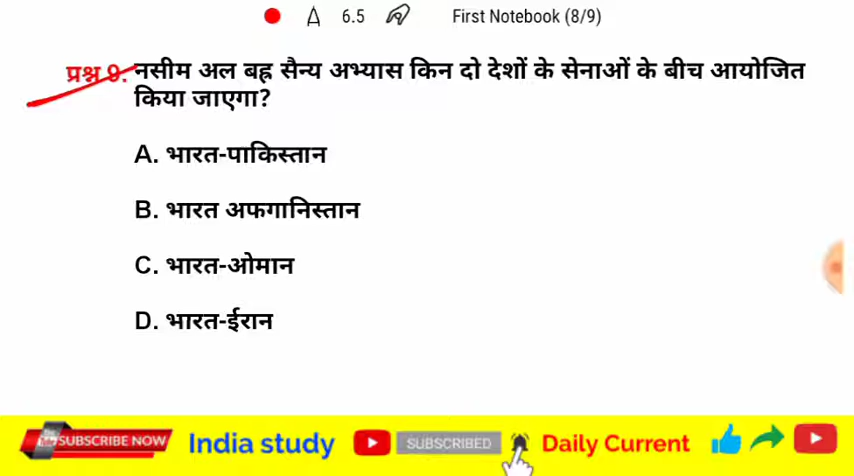 6.5
First Notebook (8/9)
प्रश्न 9. नसीम अल बह्र सैन्य अभ्यास किन दो देशों के सेनाओं के बीच आयोजित
किया जाएगा?
A. भारत-पाकिस्तान
B. भारत अफगानिस्तान
C. भारत-ओमान
D. भारत-ईरान
SUBSCRIBE NOW
India study
SUBSCRIBED
Daily Current